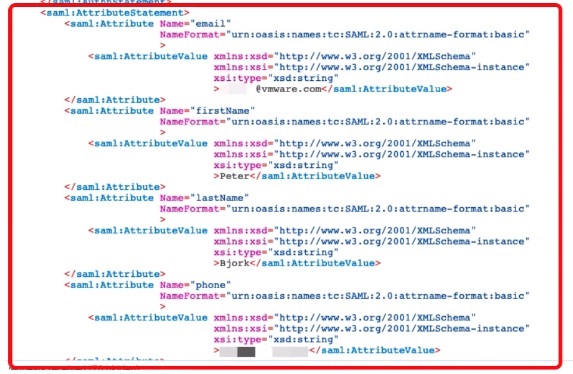 <saml:AttributeStatement>
<saml:Attribute Name="email"
NameFormat="urn:oasis:names:tc:SAML:2.0:attrname-format:basic"
>
<saml:AttributeValue xmlns:xsd="http://www.w3.org/2001/XMLSchema"
xmlns:xsi="http://www.w3.org/2001/XMLSchema-instance"
xsi:type="xsd:string"
> @vmware.com</saml:AttributeValue>
</saml:Attribute>
<saml:Attribute Name="firstName"
NameFormat="urn:oasis:names:tc:SAML:2.0:attrname-format:basic"
>
<saml:AttributeValue xmlns:xsd="http://www.w3.org/2001/XMLSchema"
xmlns:xsi="http://www.w3.org/2001/XMLSchema-instance"
xsi:type="xsd:string"
>Peter</saml:AttributeValue>
</saml:Attribute>
<saml:Attribute Name="lastName"
NameFormat="urn:oasis:names:tc:SAML:2.0:attrname-format:basic"
>
<saml:AttributeValue xmlns:xsd="http://www.w3.org/2001/XMLSchema"
xmlns:xsi="http://www.w3.org/2001/XMLSchema-instance"
xsi:type="xsd:string"
>Bjork</saml:AttributeValue>
</saml:Attribute>
<saml:Attribute Name="phone"
NameFormat="urn:oasis:names:tc:SAML:2.0:attrname-format:basic"
>
<saml:AttributeValue xmlns:xsd="http://www.w3.org/2001/XMLSchema"
xmlns:xsi="http://www.w3.org/2001/XMLSchema-instance"
xsi:type="xsd:string"
> </saml:AttributeValue>